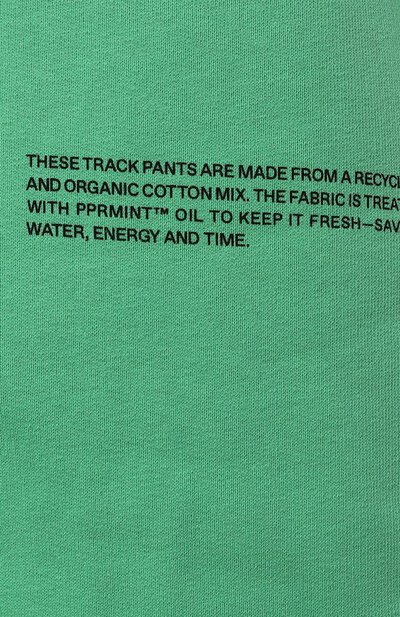 THESE TRACK PANTS ARE MADE FROM A RECYCL
AND ORGANIC COTTON MIX. THE FABRIC IS TREAT
WITH PPRMINT™ OIL TO KEEP IT FRESH—SAV
WATER, ENERGY AND TIME.